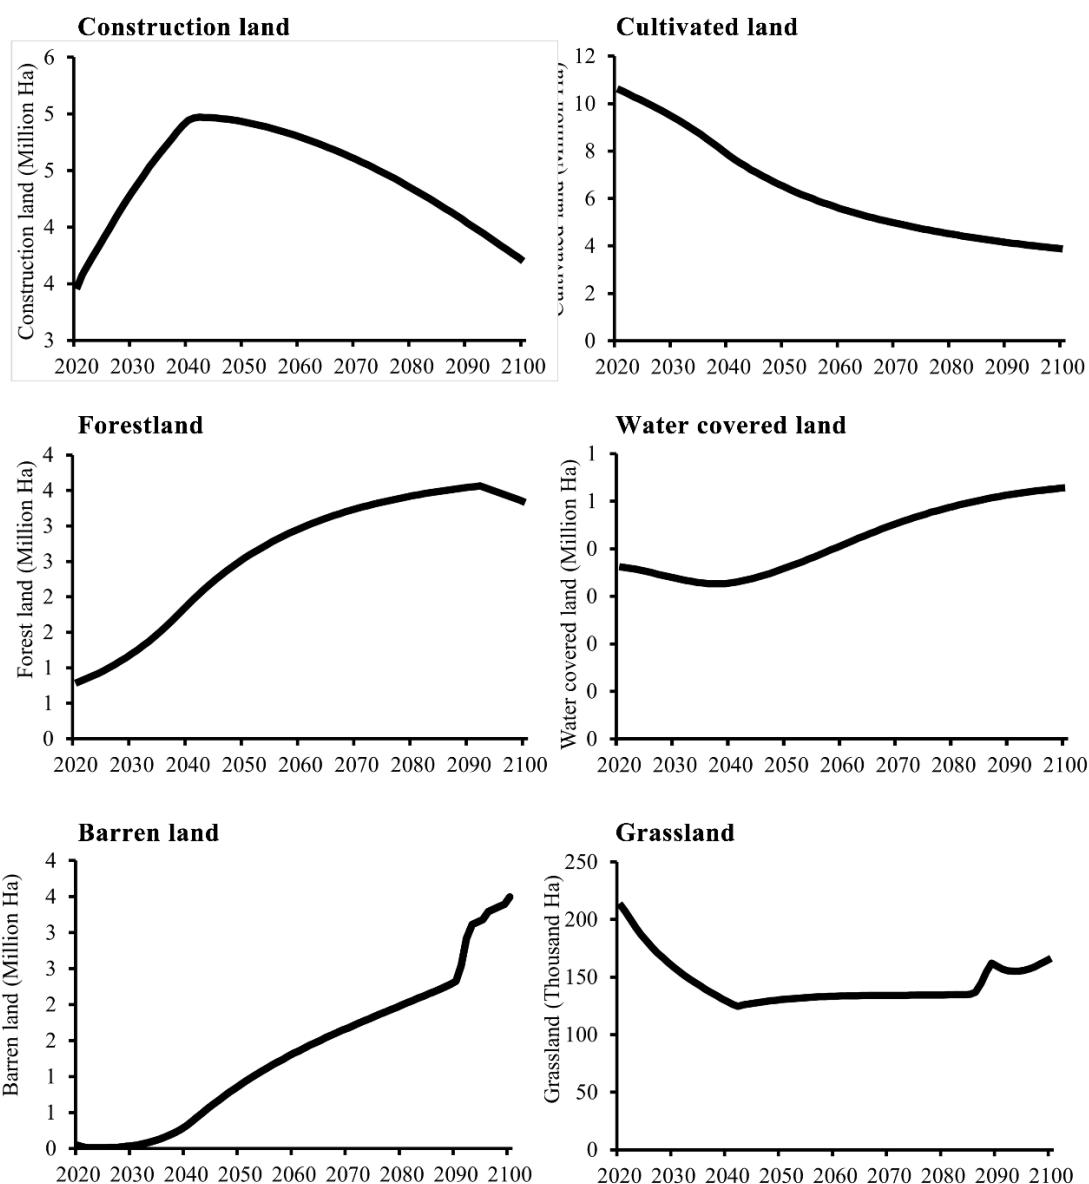 Construction land
Construction land (Million Ha)
6
5
5
4
4
3
2020 2030 2040 2050 2060 2070 2080 2090 2100
Cultivated land
Cultivated land (Million Ha)
12
10
8
6
4
2
0
2020 2030 2040 2050 2060 2070 2080 2090 2100
Forestland
Forest land (Million Ha)
4
4
3
3
2
2
1
1
0
2020 2030 2040 2050 2060 2070 2080 2090 2100
Water covered land
Water covered land (Million Ha)
1
1
0
0
0
0
0
2020 2030 2040 2050 2060 2070 2080 2090 2100
Barren land
Barren land (Million Ha)
4
4
3
3
2
2
1
1
0
2020 2030 2040 2050 2060 2070 2080 2090 2100
Grassland
Grassland (Thousand Ha)
250
200
150
100
50
0
2020 2030 2040 2050 2060 2070 2080 2090 2100